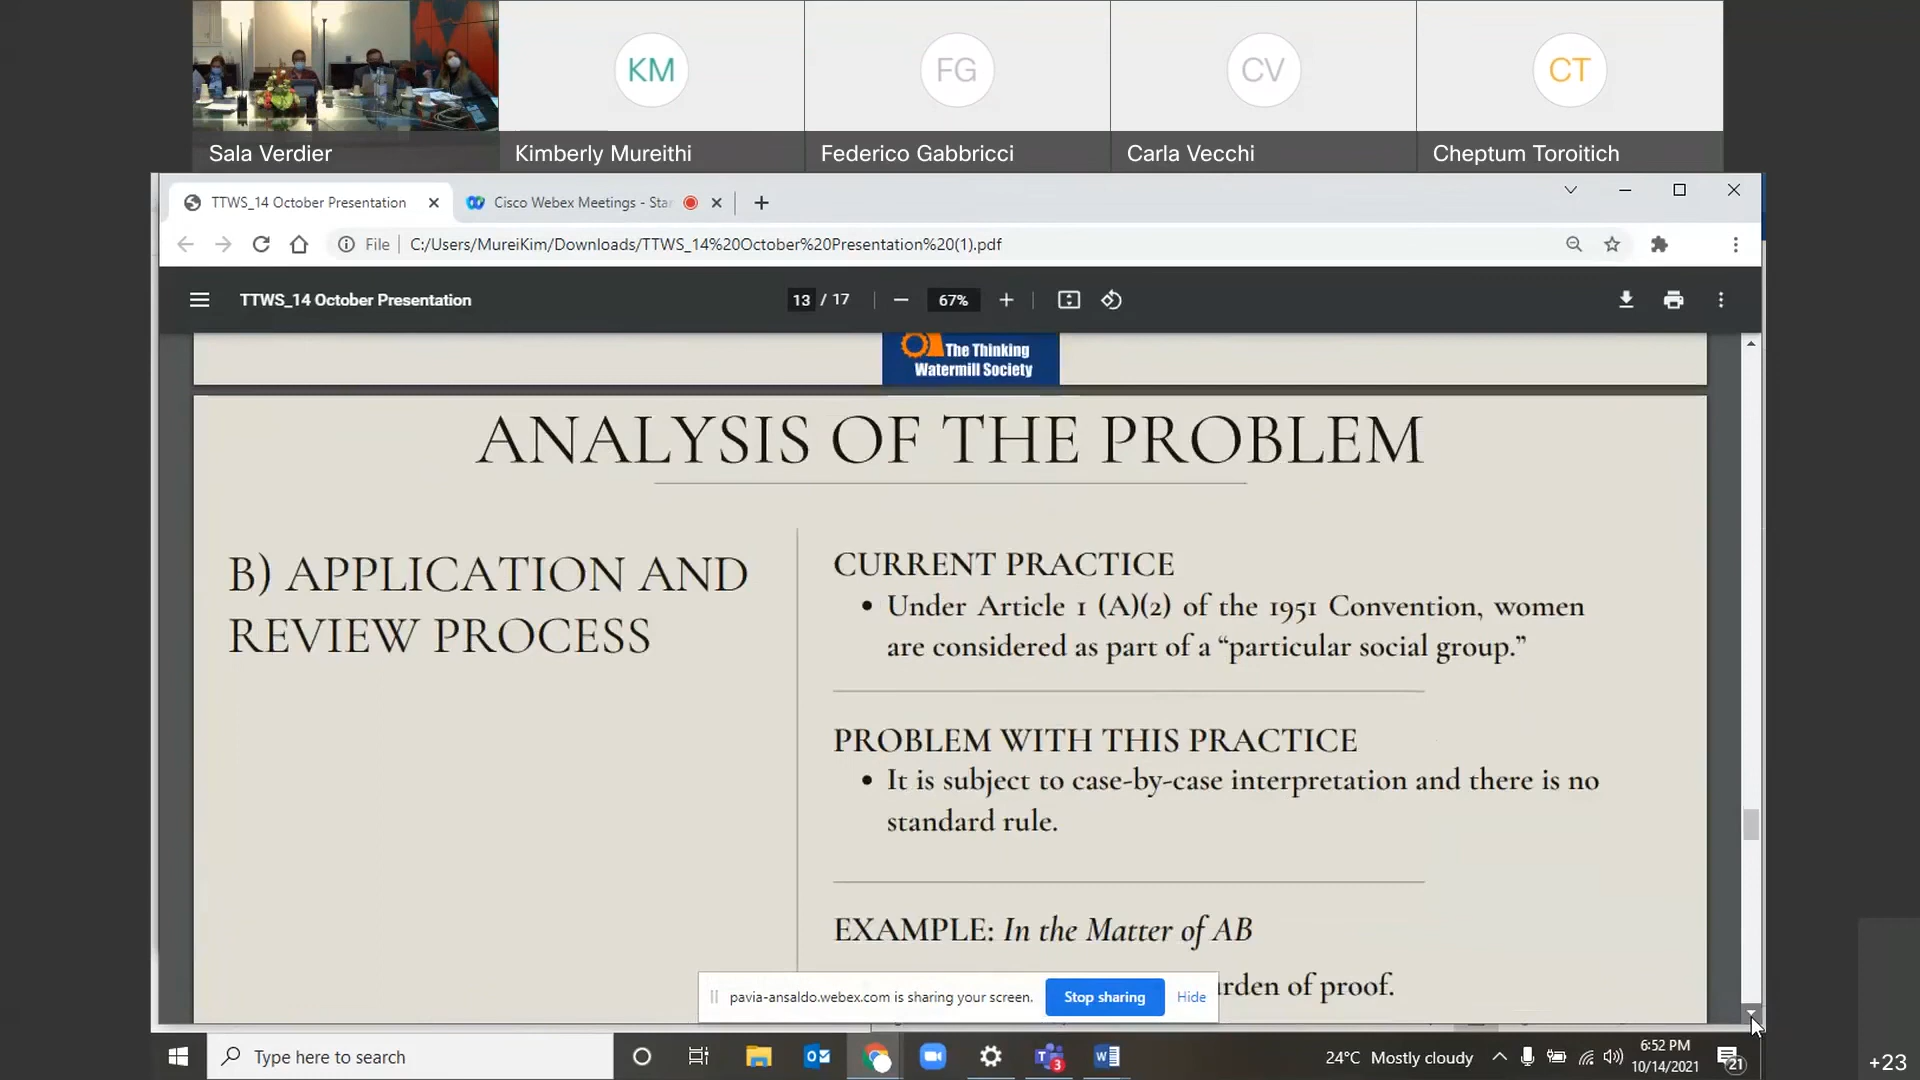 KM
FG
CV
CT
Sala Verdier
Kimberly Mureithi
Federico Gabbricci
Carla Vecchi
Cheptum Toroitich
TTWS_14 October Presentation
Cisco Webex Meetings - Star
File
C:/Users/MureiKim/Downloads/TTWS_14%20October%20Presentation%20(1).pdf
TTWS_14 October Presentation
13 / 17
67%
The Thinking
Watermill Society
ANALYSIS OF THE PROBLEM
B) APPLICATION AND
REVIEW PROCESS
CURRENT PRACTICE
• Under Article 1 (A)(2) of the 1951 Convention, women
are considered as part of a “particular social group.”
PROBLEM WITH THIS PRACTICE
• It is subject to case-by-case interpretation and there is no
standard rule.
EXAMPLE: In the Matter of AB
of proof.
pavia-ansaldo.webex.com is sharing your screen.
Stop sharing
Hide
Type here to search
3
24°C Mostly cloudy
6:52 PM
10/14/2021
21
+23